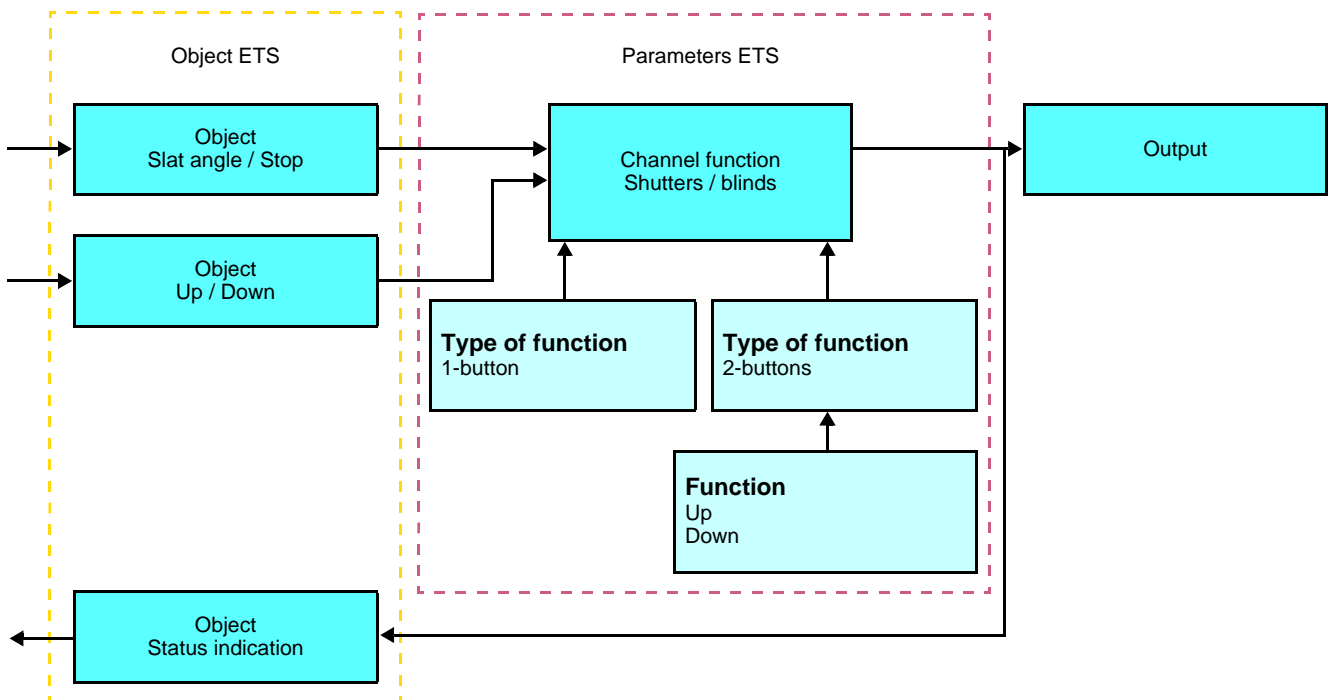 Object ETS
Parameters ETS
Object
Slat angle / Stop
Channel function
Shutters / blinds
Output
Object
Up / Down
Type of function
1-button
Type of function
2-buttons
Function
Up
Down
Object
Status indication